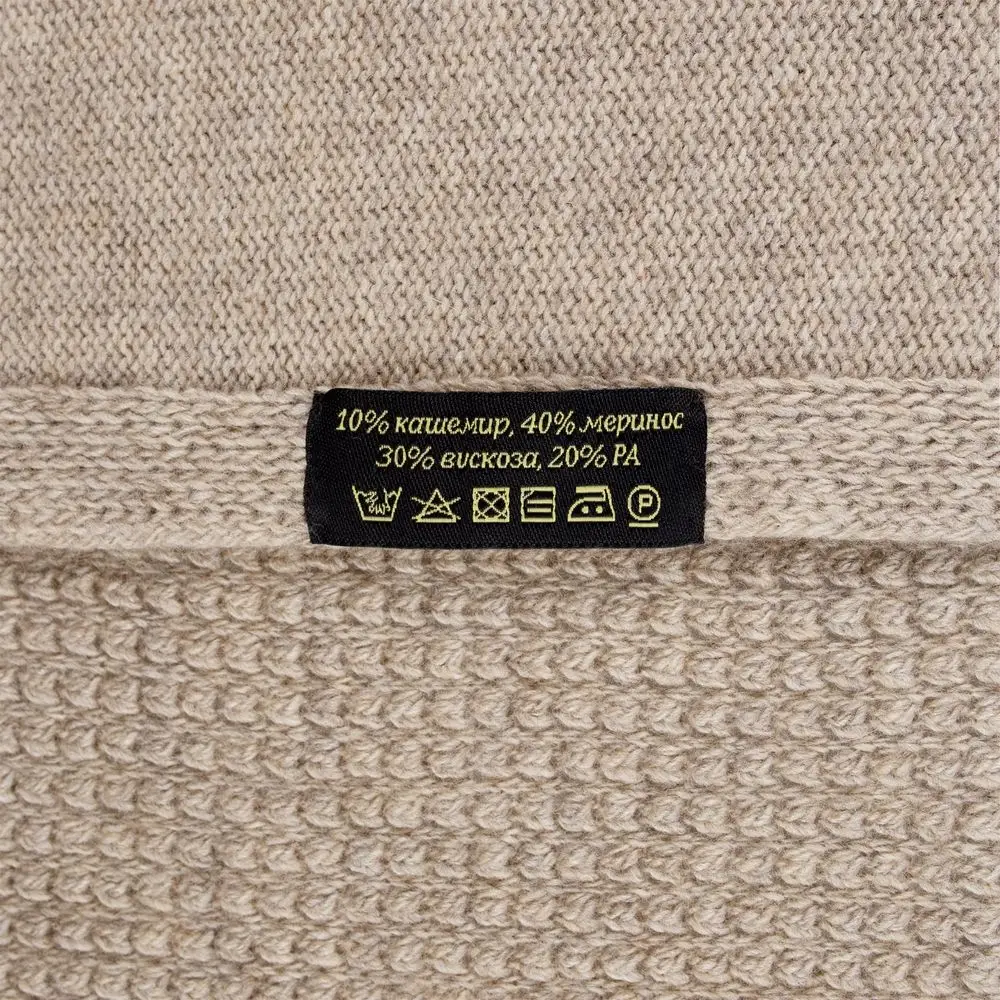 10% кашемир, 40% меринос
30% вискоза, 20% PA
P